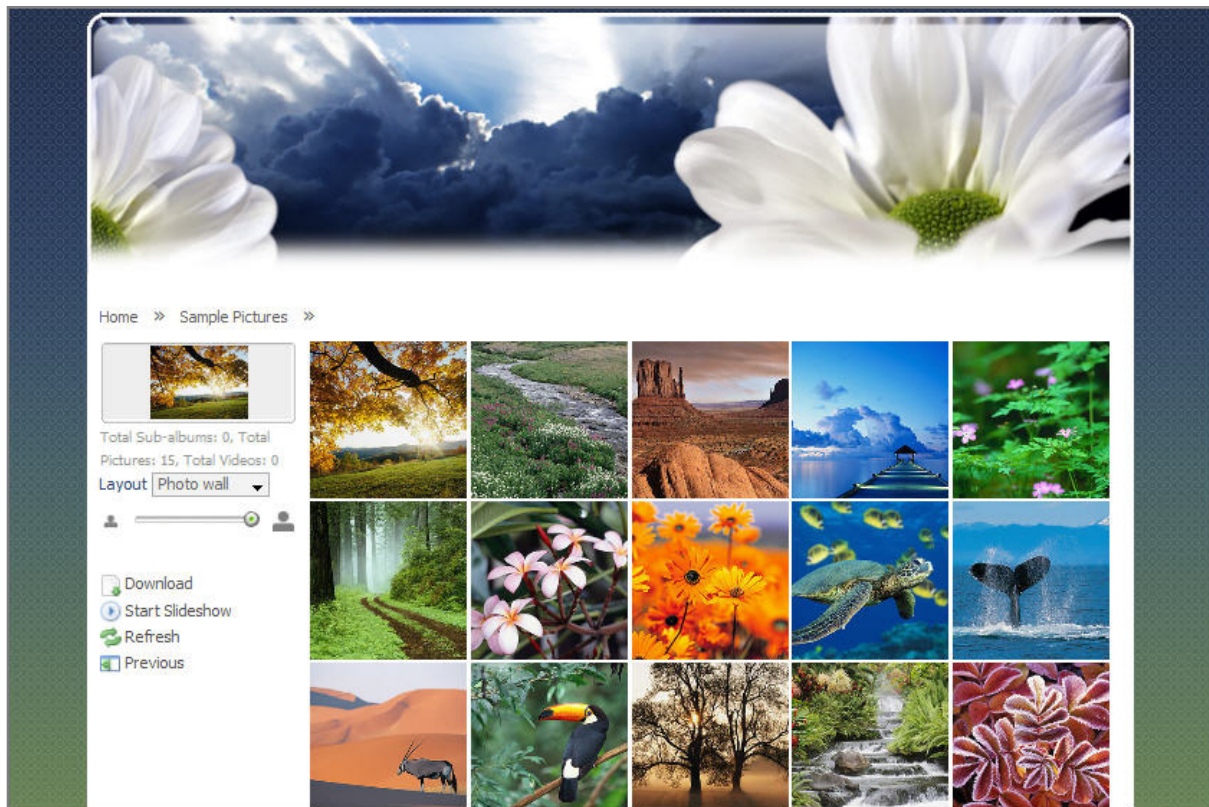 Home » Sample Pictures »
Total Sub-albums: 0, Total
Pictures: 15, Total Videos: 0
Layout Photo wall
Download
Start Slideshow
Refresh
Previous